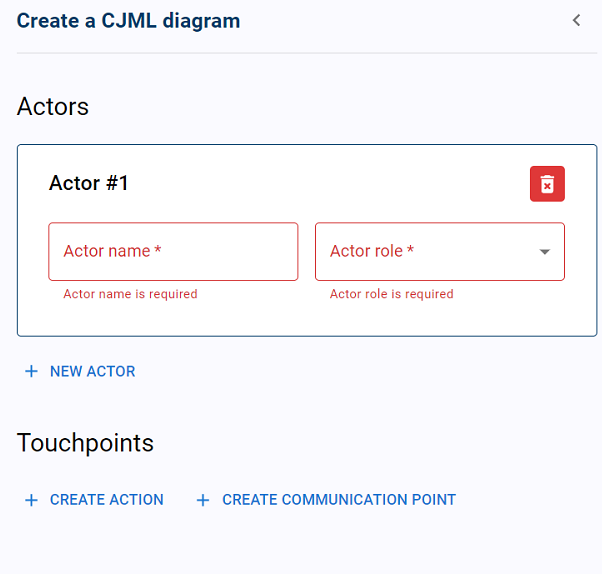 Create a CJML diagram
Actors
Actor #1
Actor name *
Actor role *
Actor name is required
Actor role is required
NEW ACTOR
Touchpoints
CREATE ACTION
CREATE COMMUNICATION POINT